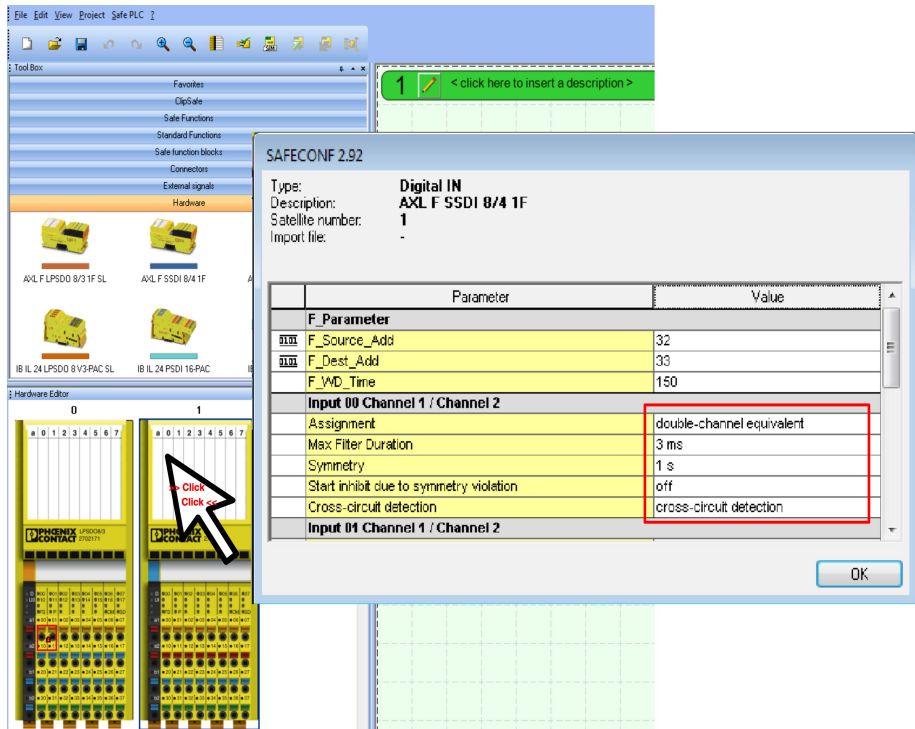 File Edit View Project Safe PLC ?
Tool Box
Favorites
ClipSafe
Safe Functions
Standard Functions
Safe function blocks
Connectors
External signals
Hardware
AXL F LPSDO 8/3 1F SL
AXL F SSDI 8/4 1F
A
IB IL 24 LPSDO 8 V3-PAC SL
IB IL 24 PSDI 16-PAC
Hardware Editor
0
1
a 0 1 2 3 4 5 6 7
a 0 1 2 3 4 5 6 7
>> Click
Click <<
PHOENIX CONTACT
LPSDO8/3
2702171
1 < click here to insert a description >
SAFECONF 2.92
Type: Digital IN
Description: AXL F SSDI 8/4 1F
Satellite number: 1
Import file: -
Parameter Value
F_Parameter
F_Source_Add 32
F_Dest_Add 33
F_WD_Time 150
Input 00 Channel 1 / Channel 2
Assignment double-channel equivalent
Max Filter Duration 3 ms
Symmetry 1 s
Start inhibit due to symmetry violation off
Cross-circuit detection cross-circuit detection
Input 01 Channel 1 / Channel 2
OK